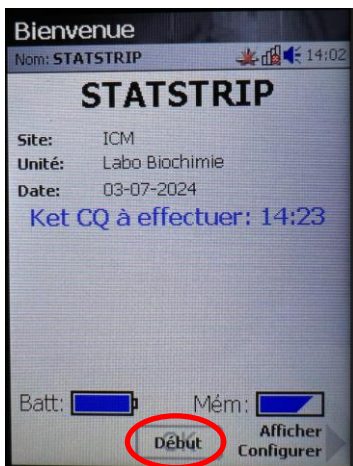 Bienvenue
Nom: STATSTRIP 14:02
STATSTRIP
Site: ICM
Unité: Labo Biochimie
Date: 03-07-2024
Ket CQ à effectuer: 14:23
Batt: Mém:
Début Afficher
Configurer